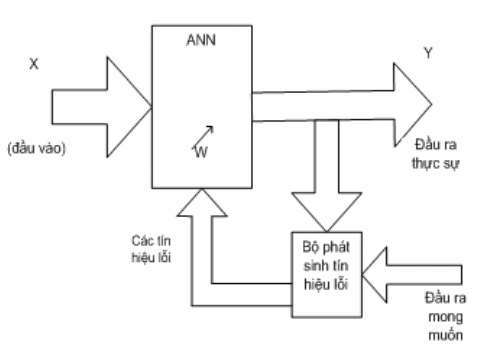 ANN
X
Y
(đầu vào)
W
Đầu ra
thực sự
Các tín
hiệu lỗi
Bộ phát
sinh tín
hiệu lỗi
Đầu ra
mong
muốn